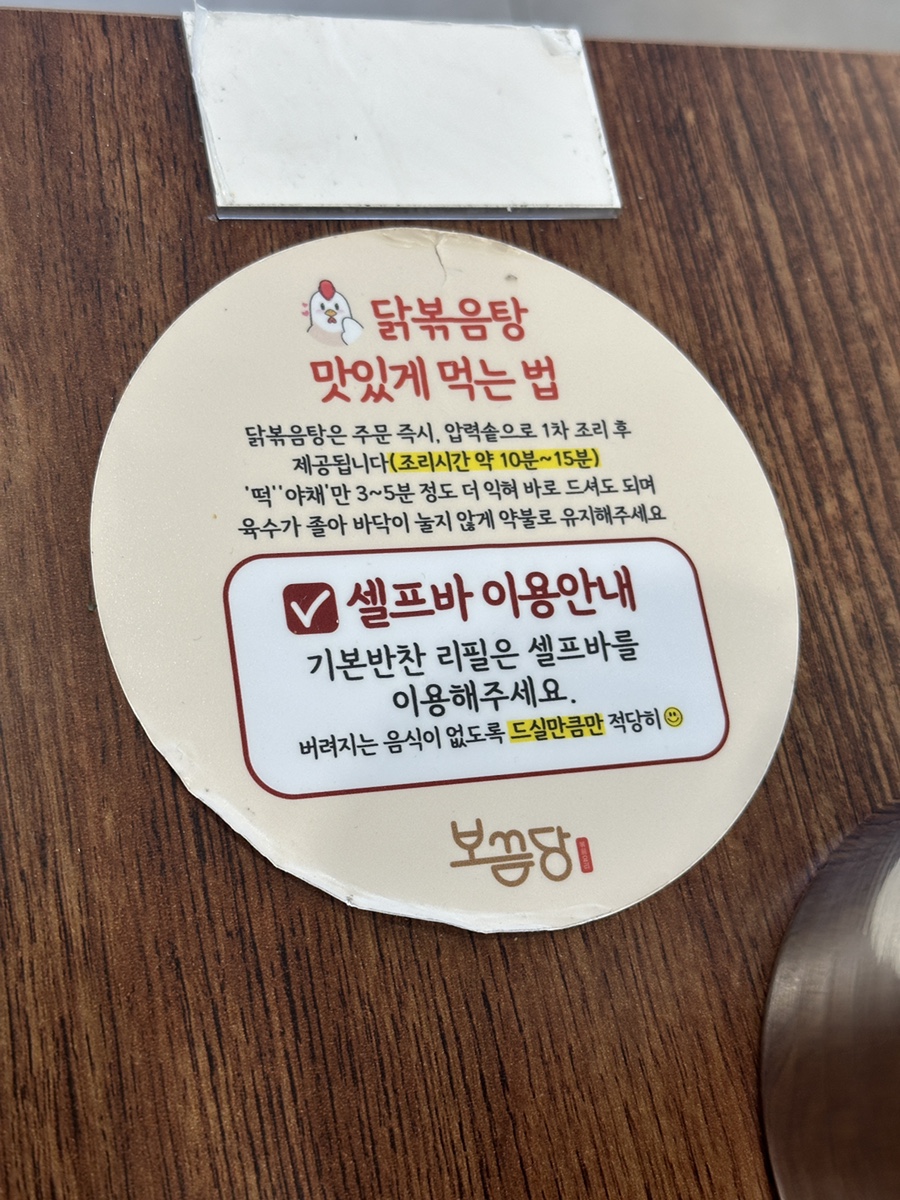 닭볶음탕
맛있게 먹는 법
닭볶음탕은 주문 즉시, 압력솥으로 1차 조리 후
제공됩니다(조리시간 약 10분~15분)
'떡''야채'만 3~5분 정도 더 익혀 바로 드셔도 되며
육수가 졸아 바닥이 눌지 않게 약불로 유지해주세요
셀프바 이용안내
기본반찬 리필은 셀프바를
이용해주세요.
버려지는 음식이 없도록 드실만큼만 적당히
보끔당